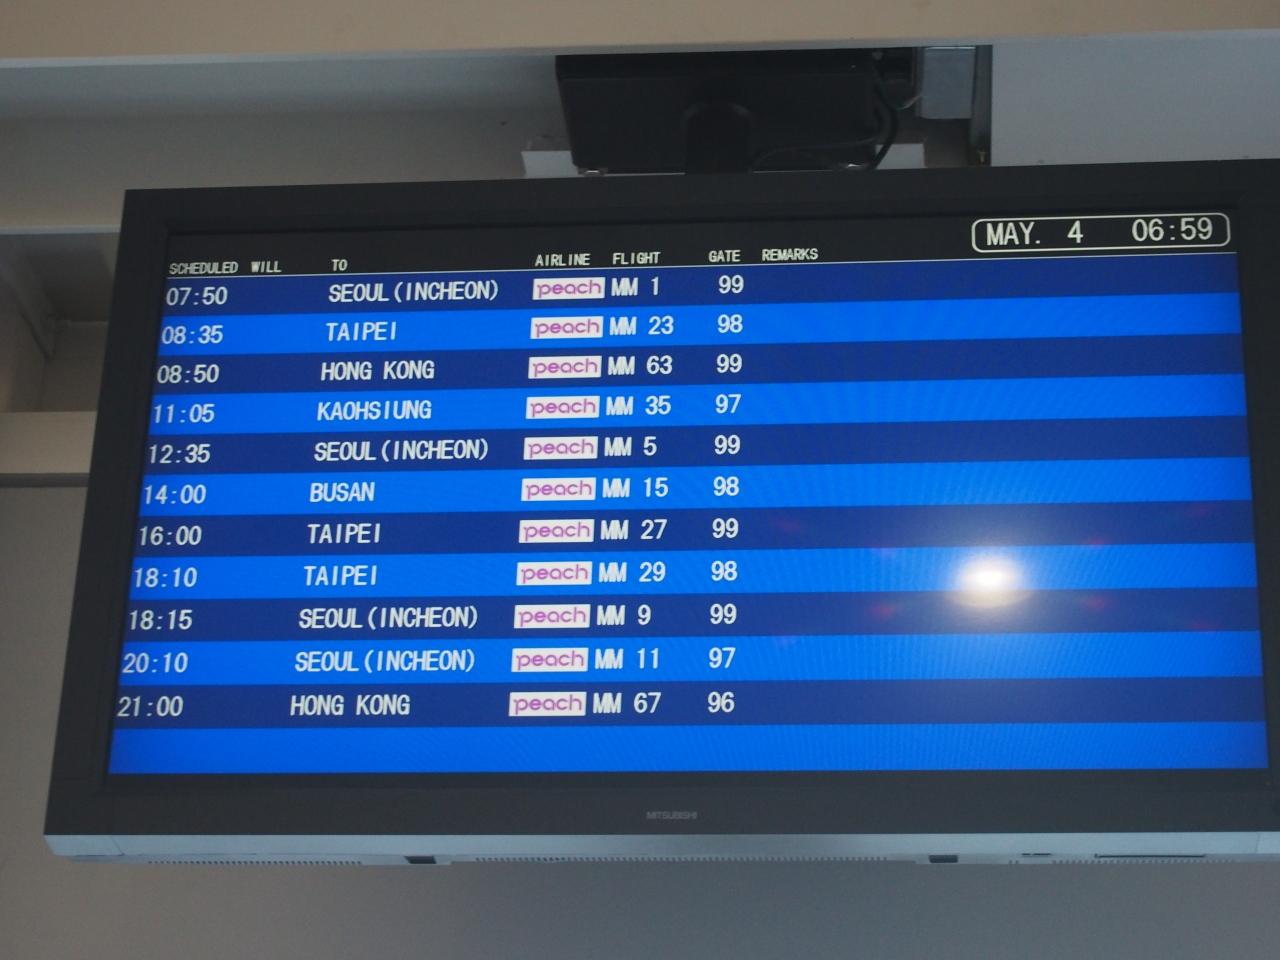 MAY. 4 06:59
SCHEDULED WILL TO AIRLINE FLIGHT GATE REMARKS
07:50 SEOUL(INCHEON) peach MM 1 99
08:35 TAIPEI peach MM 23 98
08:50 HONG KONG peach MM 63 99
11:05 KAOHSIUNG peach MM 35 97
12:35 SEOUL(INCHEON) peach MM 5 99
14:00 BUSAN peach MM 15 98
16:00 TAIPEI peach MM 27 99
18:10 TAIPEI peach MM 29 98
18:15 SEOUL(INCHEON) peach MM 9 99
20:10 SEOUL(INCHEON) peach MM 11 97
21:00 HONG KONG peach MM 67 96
MITSUBISHI